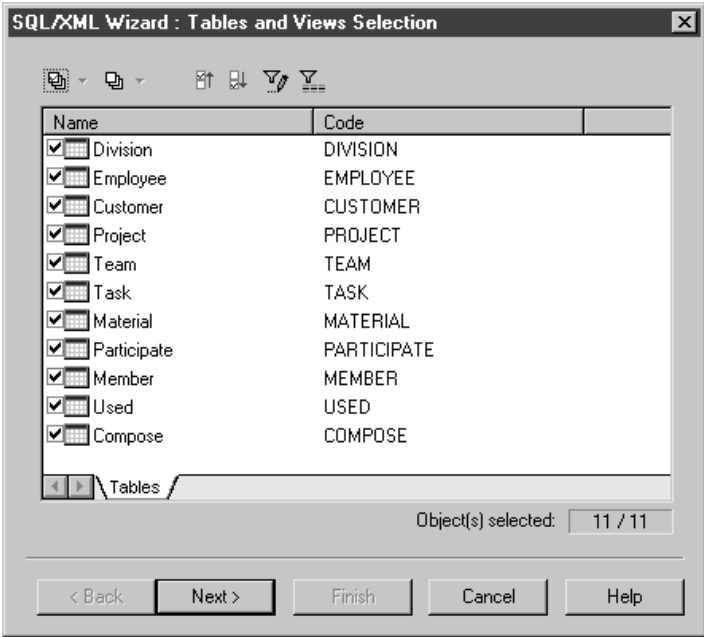 SQL/XML Wizard : Tables and Views Selection
Name Code
Division DIVISION
Employee EMPLOYEE
Customer CUSTOMER
Project PROJECT
Team TEAM
Task TASK
Material MATERIAL
Participate PARTICIPATE
Member MEMBER
Used USED
Compose COMPOSE
Tables
Object(s) selected: 11 / 11
< Back Next > Finish Cancel Help